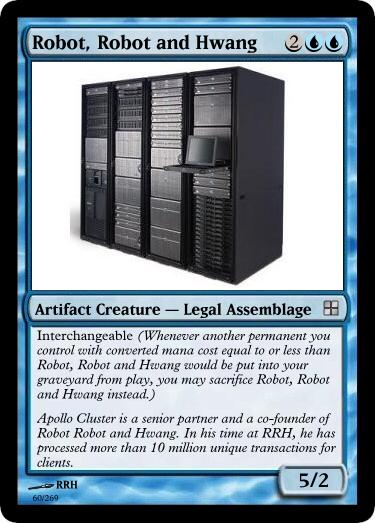 Robot, Robot and Hwang 2
Artifact Creature — Legal Assemblage
Interchangeable (Whenever another permanent you
control with converted mana cost equal to or less than
Robot, Robot and Hwang would be put into your
graveyard from play, you may sacrifice Robot, Robot
and Hwang instead.)
Apollo Cluster is a senior partner and a co-founder of
Robot Robot and Hwang. In his time at RRH, he has
processed more than 10 million unique transactions for
clients.
5/2
RRH
60/269